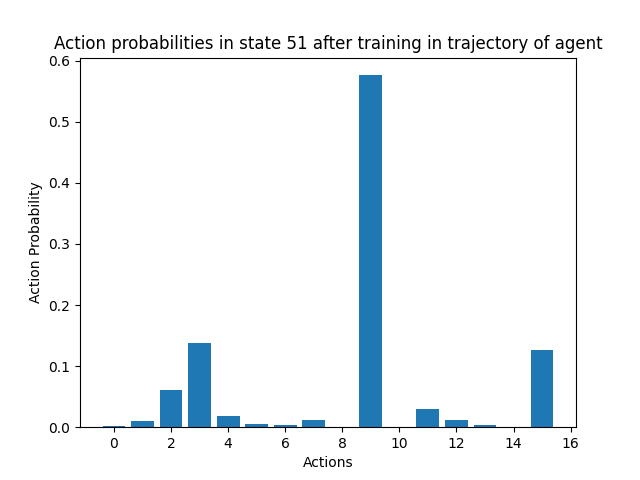 Action probabilities in state 51 after training in trajectory of agent
0.6
0.5
0.4
0.3
0.2
0.1
0.0
Action Probability
0 2 4 6 8 10 12 14 16
Actions